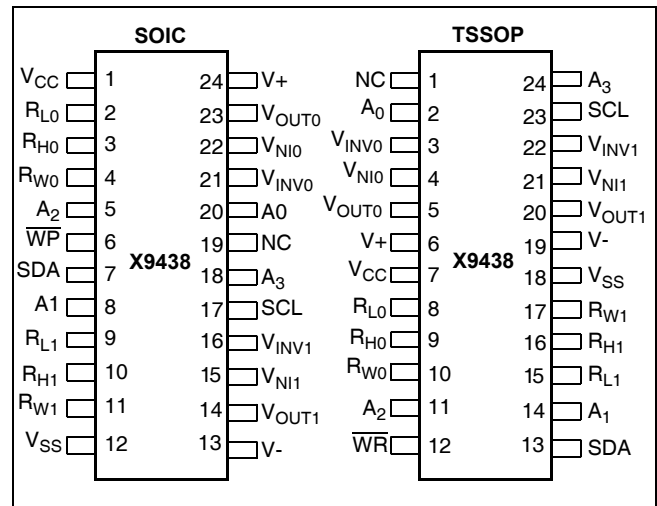 SOIC TSSOP
VCC 1 24 V+ NC 1 24 A3
RL0 2 23 VOUT0 A0 2 23 SCL
RH0 3 22 VNI0 VINV0 3 22 VINV1
RW0 4 21 VINV0 VNI0 4 21 VNI1
A2 5 20 A0 VOUT0 5 20 VOUT1
WP 6 19 NC V+ 6 19 V-
SDA 7 X9438 18 A3 VCC 7 X9438 18 VSS
A1 8 17 SCL RL0 8 17 RW1
RL1 9 16 VINV1 RH0 9 16 RH1
RH1 10 15 VNI1 RW0 10 15 RL1
RW1 11 14 VOUT1 A2 11 14 A1
VSS 12 13 V- WR 12 13 SDA